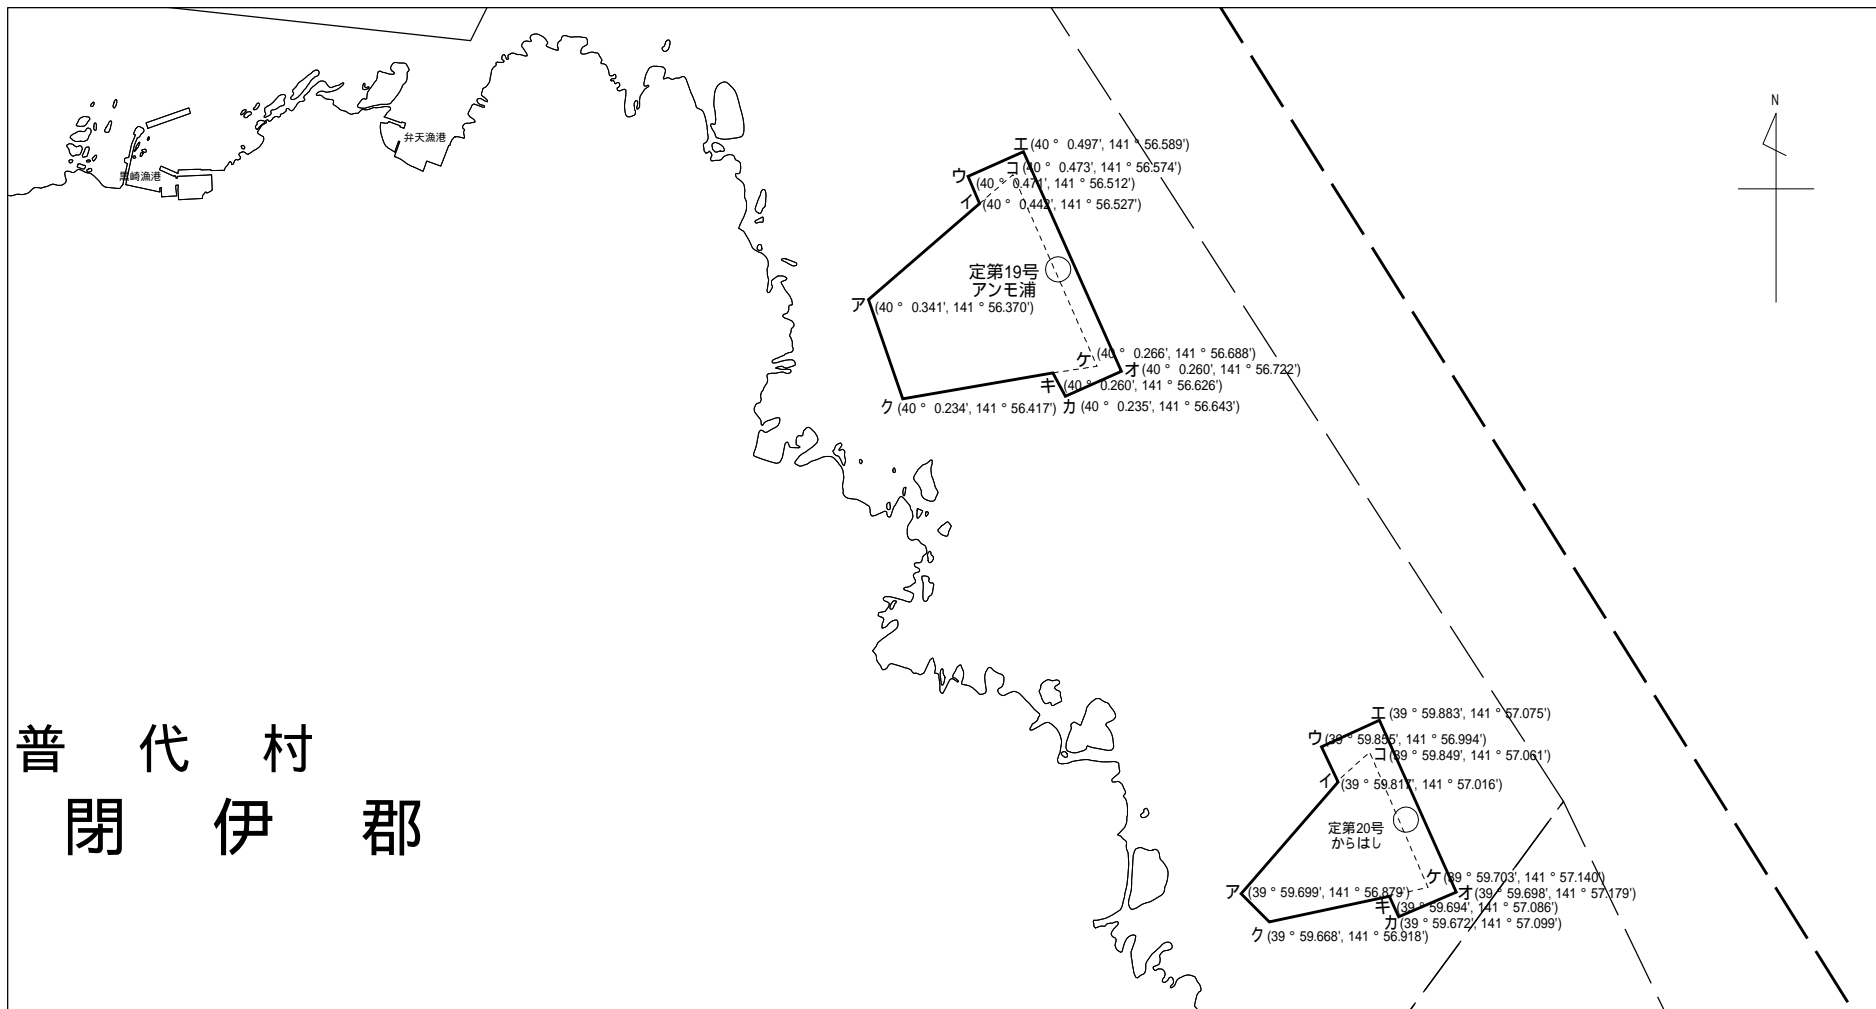 N
弁天漁港
黒崎漁港
エ(40 °  0.497', 141 ° 56.589')
コ(40 °  0.473', 141 ° 56.574')
ウ(40 °  0.471', 141 ° 56.512')
イ(40 °  0.442', 141 ° 56.527')
定第19号
アンモ浦
ア(40 °  0.341', 141 ° 56.370')
ケ(40 °  0.266', 141 ° 56.688')
オ(40 °  0.260', 141 ° 56.722')
キ(40 °  0.260', 141 ° 56.626')
ク(40 °  0.234', 141 ° 56.417')
カ(40 °  0.235', 141 ° 56.643')
普代村
閉伊郡
エ(39 ° 59.883', 141 ° 57.075')
ウ(39 ° 59.855', 141 ° 56.994')
コ(39 ° 59.849', 141 ° 57.061')
イ(39 ° 59.817', 141 ° 57.016')
定第20号
からはし
ケ(39 ° 59.703', 141 ° 57.140')
ア(39 ° 59.699', 141 ° 56.879')
オ(39 ° 59.698', 141 ° 57.179')
キ(39 ° 59.694', 141 ° 57.086')
カ(39 ° 59.672', 141 ° 57.099')
ク(39 ° 59.668', 141 ° 56.918')